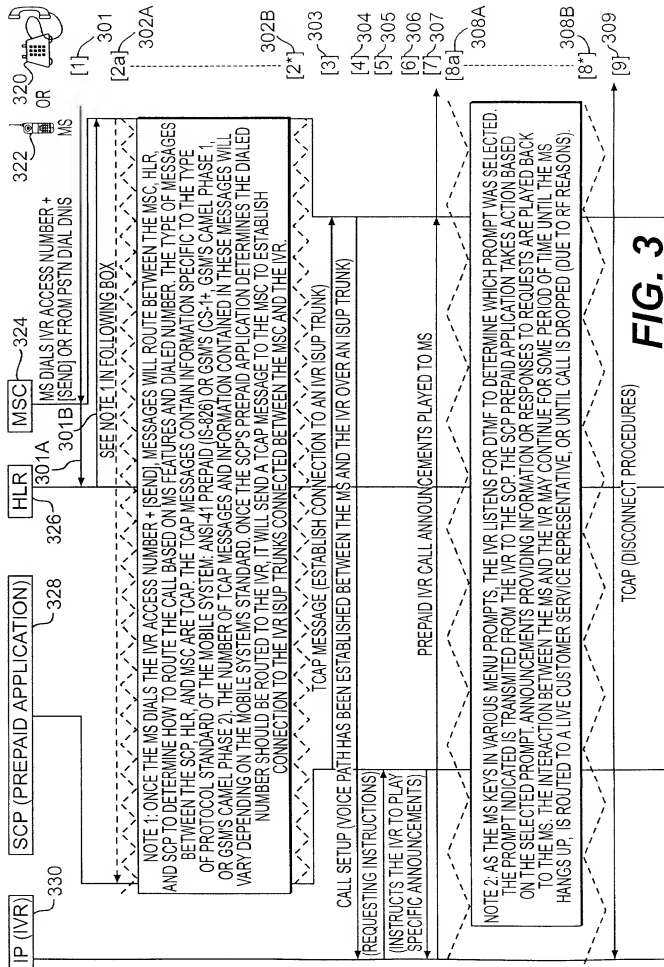 IP (IVR)
330
SCP (PREPAID APPLICATION)
328
HLR
326
MSC
324
322
MS
OR
320
MS DIALS IVR ACCESS NUMBER +
[SEND] OR FROM PSTN DIAL DNIS
[1]
301
301A
301B
SEE NOTE 1 IN FOLLOWING BOX
[2a]
302A
NOTE 1: ONCE THE MS DIALS THE IVR ACCESS NUMBER + [SEND], MESSAGES WILL ROUTE BETWEEN THE MSC, HLR,
AND SCP TO DETERMINE HOW TO ROUTE THE CALL BASED ON MS FEATURES AND DIALED NUMBER. THE TYPE OF MESSAGES
BETWEEN THE SCP, HLR, AND MSC ARE TCAP. THE TCAP MESSAGES CONTAIN INFORMATION SPECIFIC TO THE TYPE
OF PROTOCOL STANDARD OF THE MOBILE SYSTEM: ANSI-41 PREPAID (IS-826) OR GSM'S (CS-1+, GSM'S CAMEL PHASE 1,
OR GSM'S CAMEL PHASE 2). THE NUMBER OF TCAP MESSAGES AND INFORMATION CONTAINED IN THESE MESSAGES WILL
VARY DEPENDING ON THE MOBILE SYSTEM'S STANDARD. ONCE THE SCP'S PREPAID APPLICATION DETERMINES THE DIALED
NUMBER SHOULD BE ROUTED TO THE IVR, IT WILL SEND A TCAP MESSAGE TO THE MSC TO ESTABLISH
CONNECTION TO THE IVR ISUP TRUNKS CONNECTED BETWEEN THE MSC AND THE IVR.
302B
[2*]
TCAP MESSAGE (ESTABLISH CONNECTION TO AN IVR ISUP TRUNK)
[3]
303
CALL SETUP (VOICE PATH HAS BEEN ESTABLISHED BETWEEN THE MS AND THE IVR OVER AN ISUP TRUNK)
[4]
304
(REQUESTING INSTRUCTIONS)
[5]
305
(INSTRUCTS THE IVR TO PLAY
SPECIFIC ANNOUNCEMENTS)
[6]
306
PREPAID IVR CALL ANNOUNCEMENTS PLAYED TO MS
[7]
307
[8a]
308A
NOTE 2: AS THE MS KEYS IN VARIOUS MENU PROMPTS, THE IVR LISTENS FOR DTMF TO DETERMINE WHICH PROMPT WAS SELECTED.
THE PROMPT INDICATED IS TRANSMITTED FROM THE IVR TO THE SCP. THE SCP PREPAID APPLICATION TAKES ACTION BASED
ON THE SELECTED PROMPT. ANNOUNCEMENTS PROVIDING INFORMATION OR RESPONSES TO REQUESTS ARE PLAYED BACK
TO THE MS. THE INTERACTION BETWEEN THE MS AND THE IVR MAY CONTINUE FOR SOME PERIOD OF TIME UNTIL THE MS
HANGS UP, IS ROUTED TO A LIVE CUSTOMER SERVICE REPRESENTATIVE, OR UNTIL CALL IS DROPPED (DUE TO RF REASONS).
308B
[8*]
TCAP (DISCONNECT PROCEDURES)
[9]
309
FIG. 3